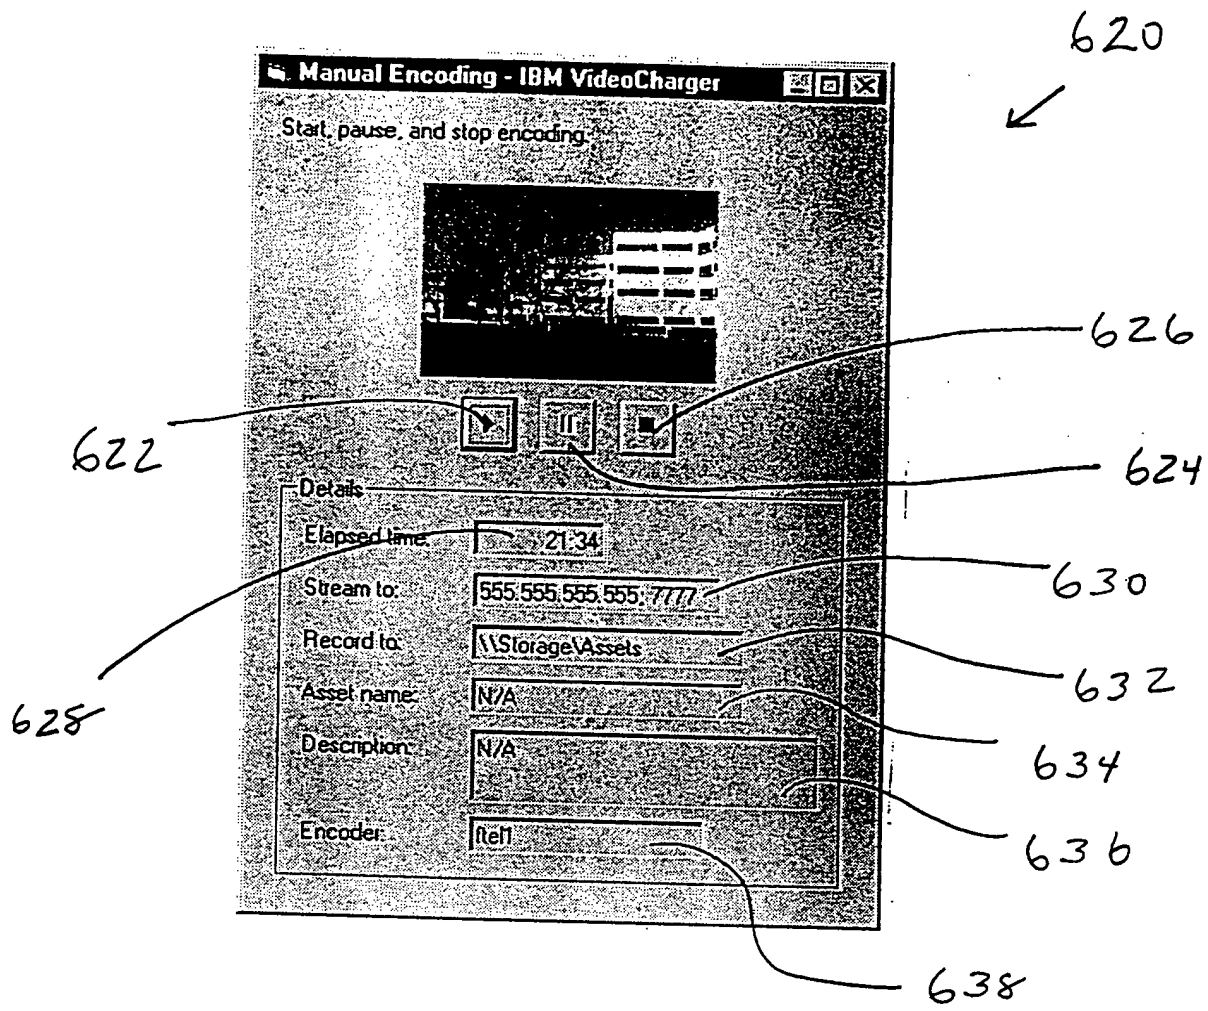 620
Manual Encoding - IBM VideoCharger
Start, pause, and stop encoding.
626
622
624
Details
Elapsed time: 21:34
628
Stream to: 555.555.555.555; 7777
630
Record to: \\Storage\Assets
632
Asset name: N/A
634
Description: N/A
636
Encoder: ftel1
638